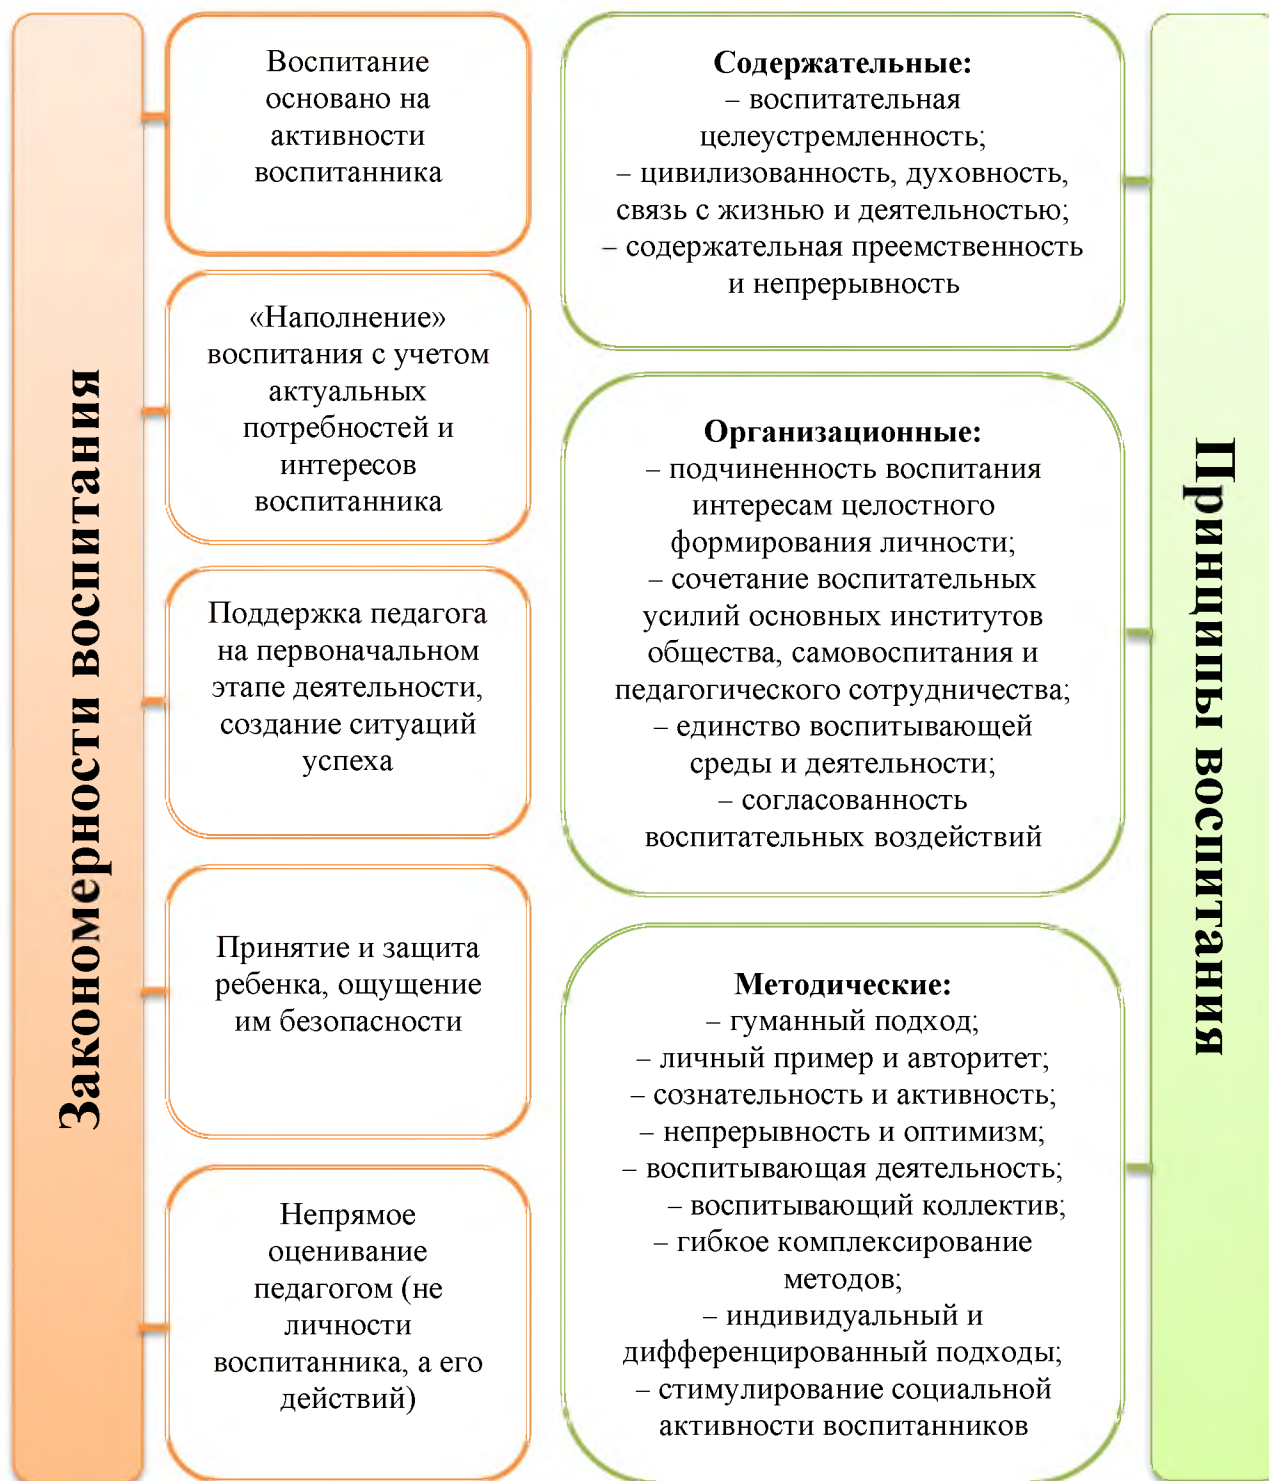 Закономерности воспитания
Воспитание
основано на
активности
воспитанника
«Наполнение»
воспитания с учетом
актуальных
потребностей и
интересов
воспитанника
Поддержка педагога
на первоначальном
этапе деятельности,
создание ситуаций
успеха
Принятие и защита
ребенка, ощущение
им безопасности
Непрямое
оценивание
педагогом (не
личности
воспитанника, а его
действий)
Содержательные:
– воспитательная
целеустремленность;
– цивилизованность, духовность,
связь с жизнью и деятельностью;
– содержательная преемственность
и непрерывность
Организационные:
– подчиненность воспитания
интересам целостного
формирования личности;
– сочетание воспитательных
усилий основных институтов
общества, самовоспитания и
педагогического сотрудничества;
– единство воспитывающей
среды и деятельности;
– согласованность
воспитательных воздействий
Методические:
– гуманный подход;
– личный пример и авторитет;
– сознательность и активность;
– непрерывность и оптимизм;
– воспитывающая деятельность;
– воспитывающий коллектив;
– гибкое комплексирование
методов;
– индивидуальный и
дифференцированный подходы;
– стимулирование социальной
активности воспитанников
Принципы воспитания